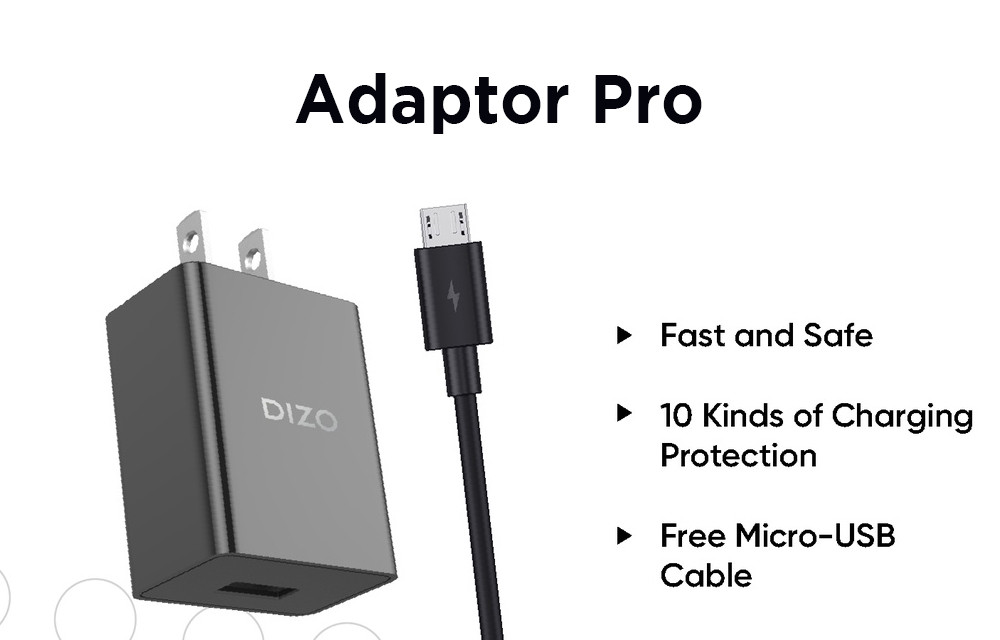 Adaptor Pro
DIZO
Fast and Safe
10 Kinds of Charging
Protection
Free Micro-USB
Cable